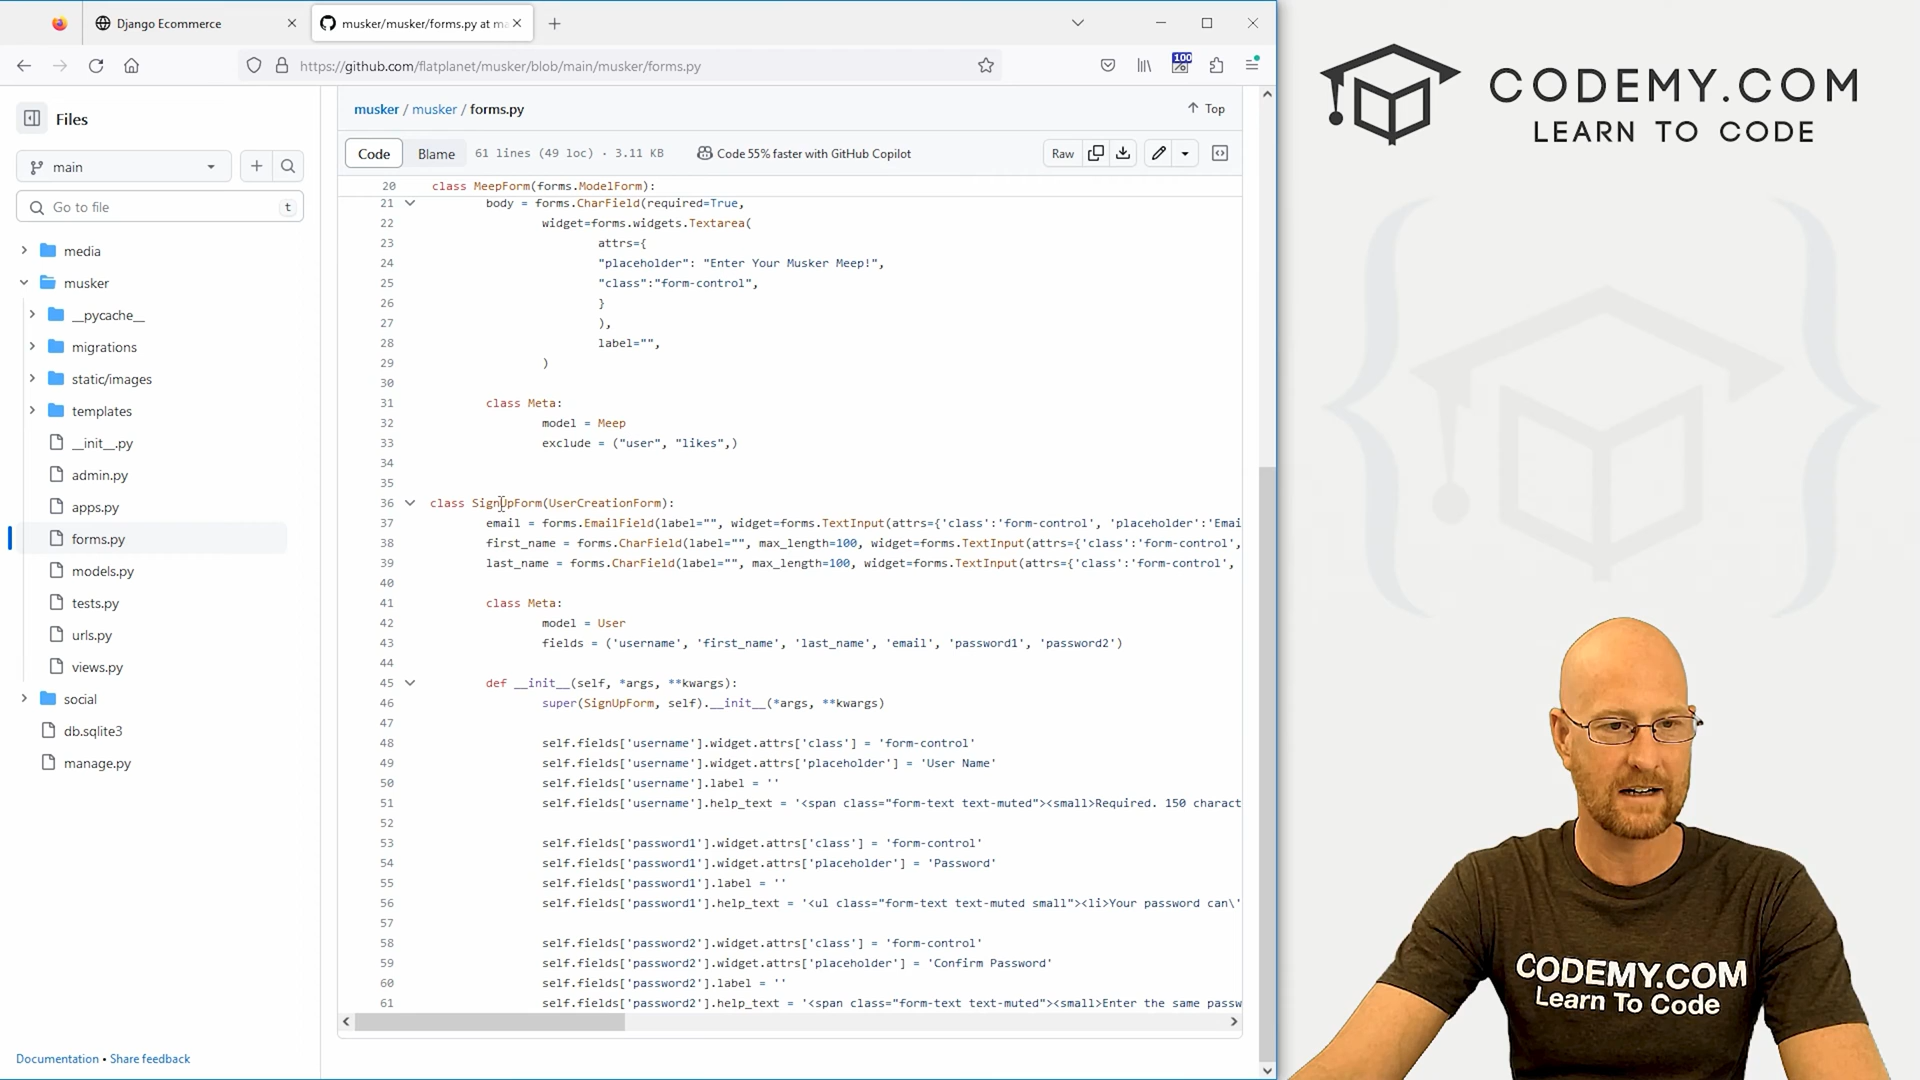 Django Ecommerce
musker/musker/forms.py at ma
https://github.com/flatplanet/musker/blob/main/musker/forms.py
100
Files
main
Go to file
t
media
musker
__pycache__
migrations
static/images
templates
__init__.py
admin.py
apps.py
forms.py
models.py
tests.py
urls.py
views.py
social
db.sqlite3
manage.py
Documentation • Share feedback
musker / musker / forms.py
Top
Code
Blame
61 lines (49 loc) · 3.11 KB
Code 55% faster with GitHub Copilot
Raw
20 class MeepForm(forms.ModelForm):
21 body = forms.CharField(required=True,
22 widget=forms.widgets.Textarea(
23 attrs={
24 "placeholder": "Enter Your Musker Meep!",
25 "class":"form-control",
26 }
27 ),
28 label="",
29 )
30
31 class Meta:
32 model = Meep
33 exclude = ("user", "likes",)
34
35
36 class SignUpForm(UserCreationForm):
37 email = forms.EmailField(label="", widget=forms.TextInput(attrs={'class':'form-control', 'placeholder':'Emai
38 first_name = forms.CharField(label="", max_length=100, widget=forms.TextInput(attrs={'class':'form-control',
39 last_name = forms.CharField(label="", max_length=100, widget=forms.TextInput(attrs={'class':'form-control',
40
41 class Meta:
42 model = User
43 fields = ('username', 'first_name', 'last_name', 'email', 'password1', 'password2')
44
45 def __init__(self, *args, **kwargs):
46 super(SignUpForm, self).__init__(*args, **kwargs)
47
48 self.fields['username'].widget.attrs['class'] = 'form-control'
49 self.fields['username'].widget.attrs['placeholder'] = 'User Name'
50 self.fields['username'].label = ''
51 self.fields['username'].help_text = '<span class="form-text text-muted"><small>Required. 150 charact
52
53 self.fields['password1'].widget.attrs['class'] = 'form-control'
54 self.fields['password1'].widget.attrs['placeholder'] = 'Password'
55 self.fields['password1'].label = ''
56 self.fields['password1'].help_text = '<ul class="form-text text-muted small"><li>Your password can\'
57
58 self.fields['password2'].widget.attrs['class'] = 'form-control'
59 self.fields['password2'].widget.attrs['placeholder'] = 'Confirm Password'
60 self.fields['password2'].label = ''
61 self.fields['password2'].help_text = '<span class="form-text text-muted"><small>Enter the same passw
CODEMY.COM
LEARN TO CODE
CODEMY.COM
Learn To Code